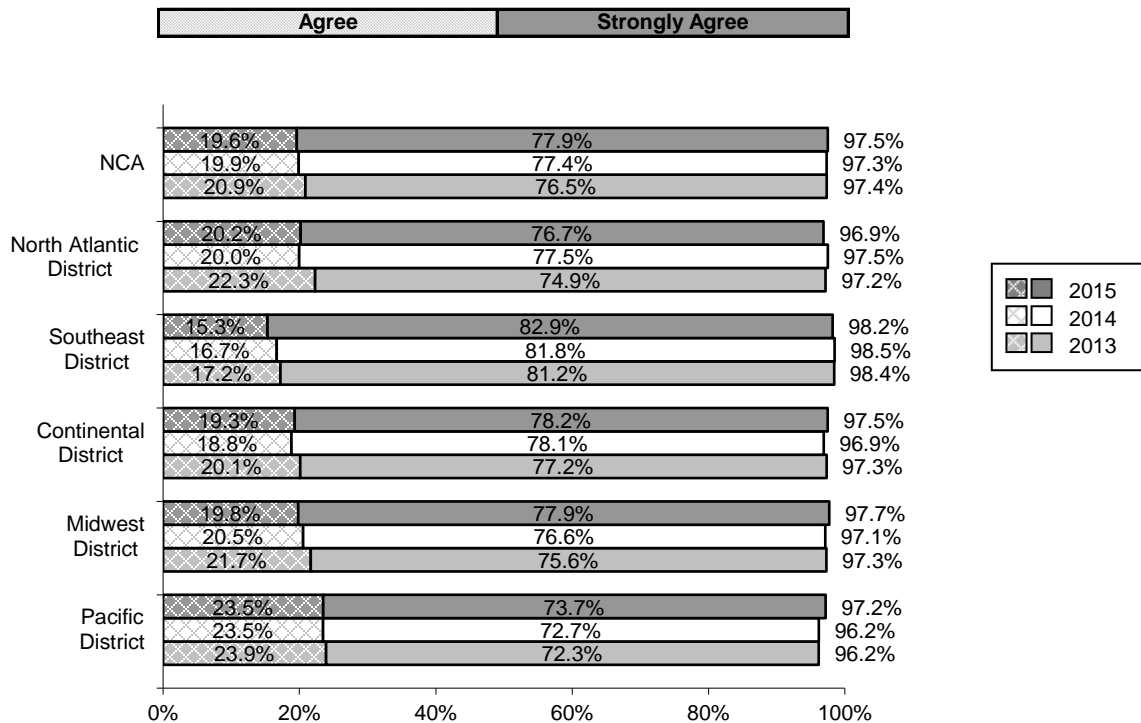 Agree Strongly Agree
NCA
19.6% 77.9% 97.5%
19.9% 77.4% 97.3%
20.9% 76.5% 97.4%
North Atlantic
District
20.2% 76.7% 96.9%
20.0% 77.5% 97.5%
22.3% 74.9% 97.2%
Southeast
District
15.3% 82.9% 98.2%
16.7% 81.8% 98.5%
17.2% 81.2% 98.4%
Continental
District
19.3% 78.2% 97.5%
18.8% 78.1% 96.9%
20.1% 77.2% 97.3%
Midwest
District
19.8% 77.9% 97.7%
20.5% 76.6% 97.1%
21.7% 75.6% 97.3%
Pacific
District
23.5% 73.7% 97.2%
23.5% 72.7% 96.2%
23.9% 72.3% 96.2%
0% 20% 40% 60% 80% 100%
2015
2014
2013